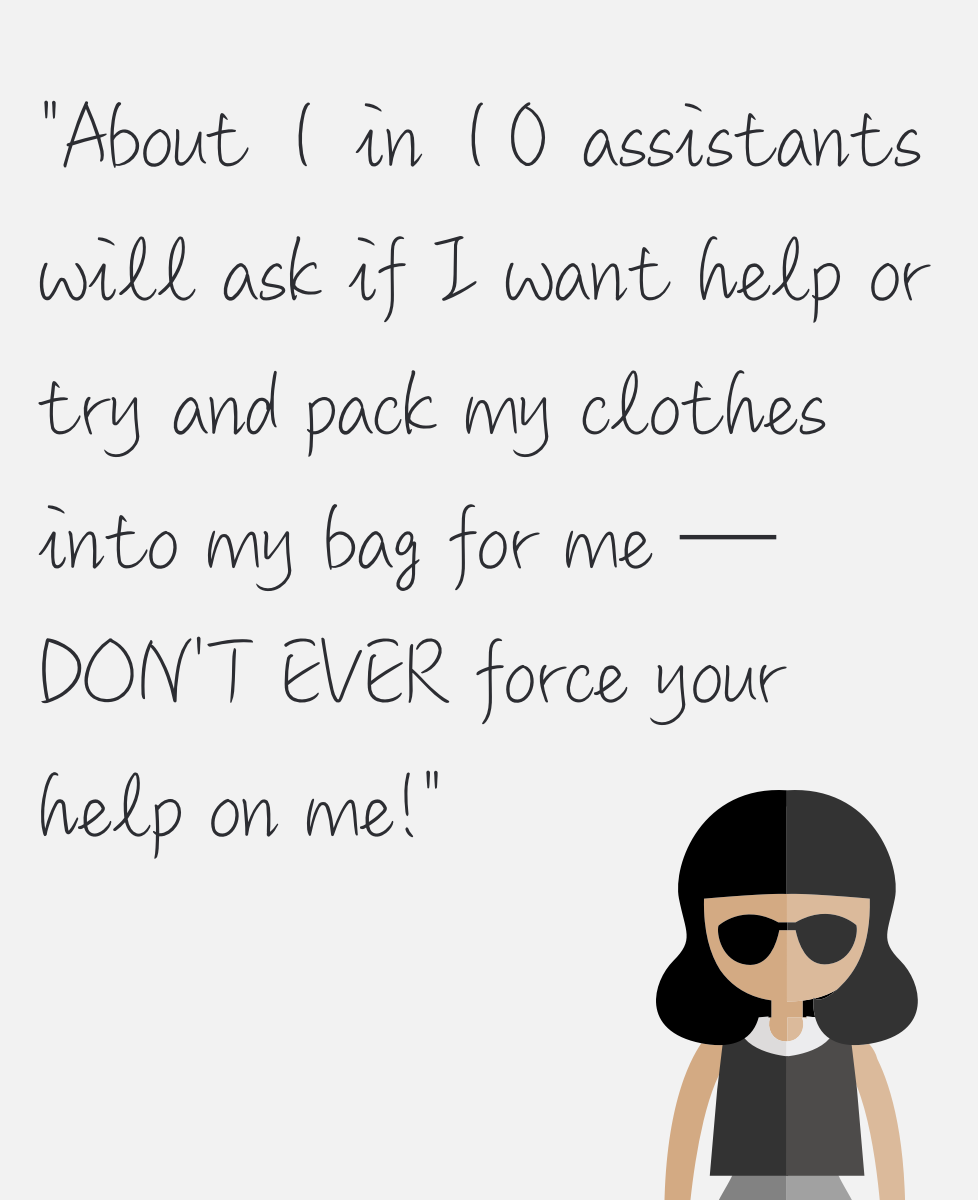 "About 1 in 10 assistants
will ask if I want help or
try and pack my clothes
into my bag for me —
DON'T EVER force your
help on me!"